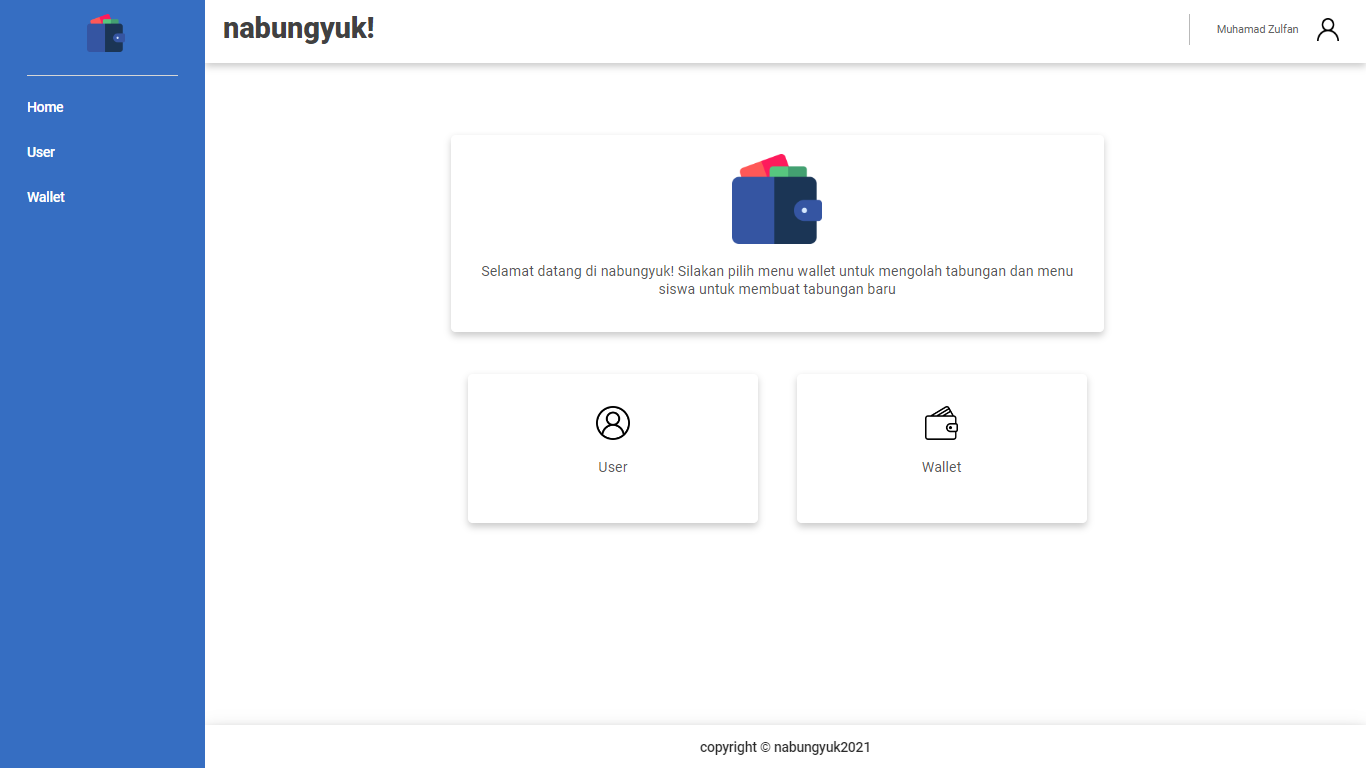 nabungyuk!
Muhamad Zulfan
Home
User
Wallet
Selamat datang di nabungyuk! Silakan pilih menu wallet untuk mengolah tabungan dan menu
siswa untuk membuat tabungan baru
User
Wallet
copyright © nabungyuk2021